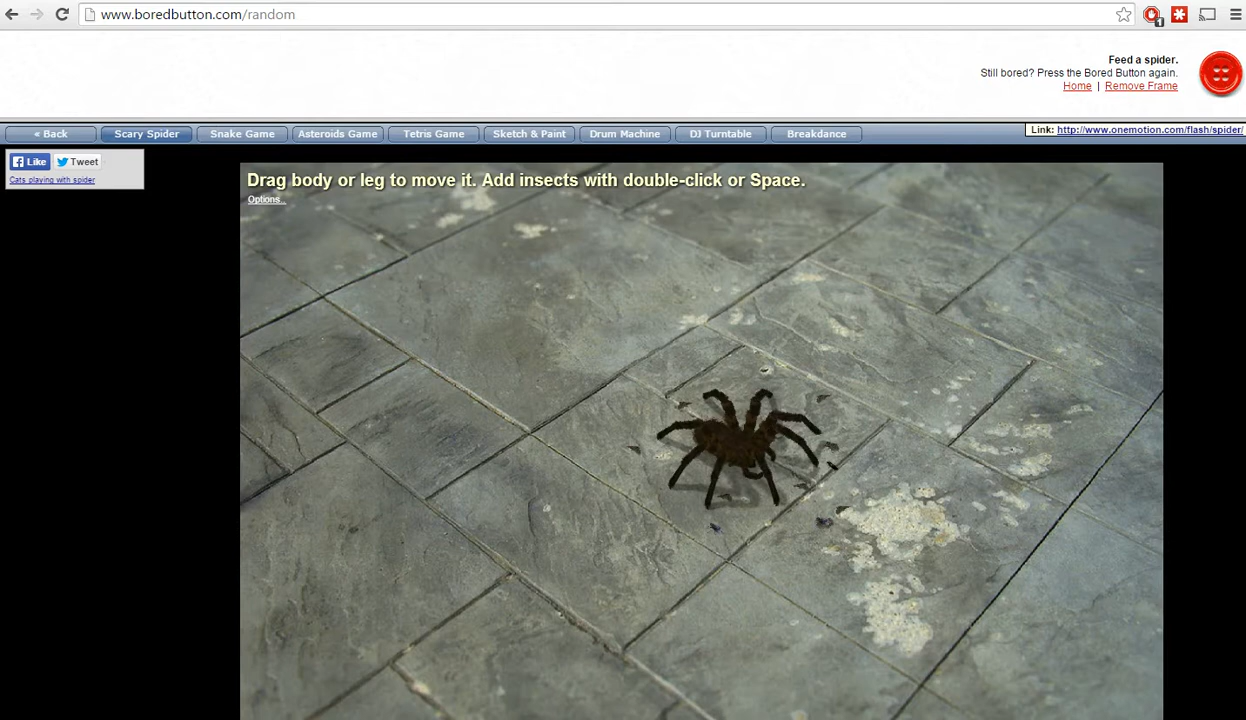 www.boredbutton.com/random
Feed a spider.
Still bored? Press the Bored Button again.
Home | Remove Frame
« Back Scary Spider Snake Game Asteroids Game Tetris Game Sketch & Paint Drum Machine DJ Turntable Breakdance
Link: http://www.onemotion.com/flash/spider/
Like Tweet
Cats playing with spider
Drag body or leg to move it. Add insects with double-click or Space.
Options..